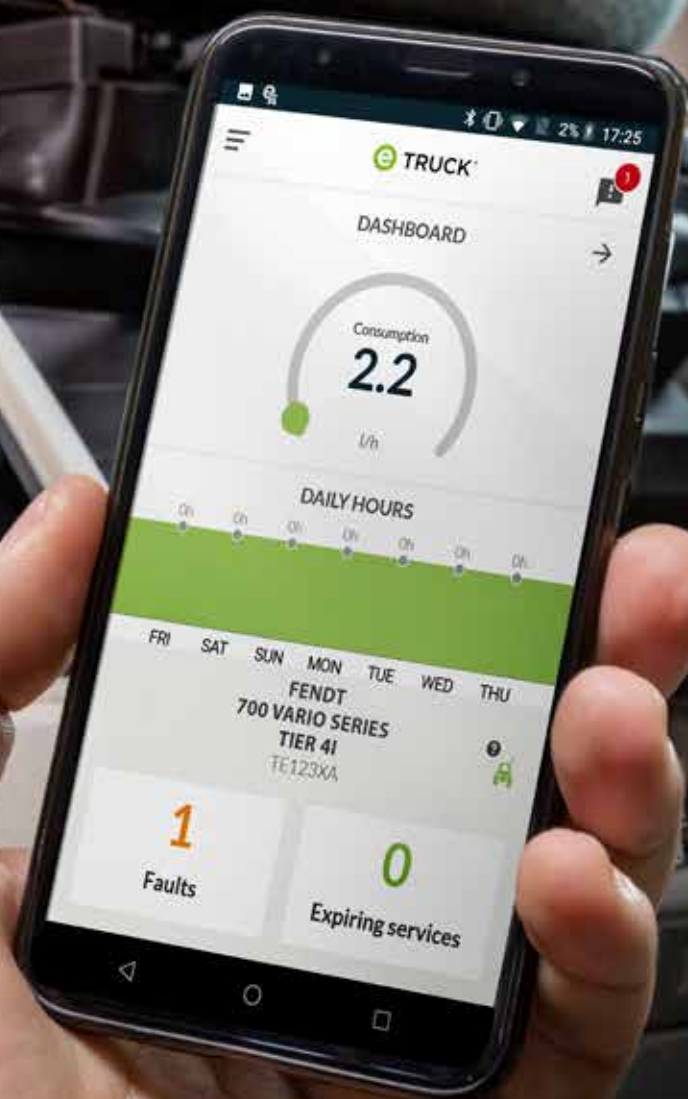 2% 17:25
e TRUCK
1
DASHBOARD
Consumption
2.2
l/h
DAILY HOURS
0h 0h 0h 0h 0h 0h 0h
FRI SAT SUN MON TUE WED THU
FENDT
700 VARIO SERIES
TIER 4I
TE123XA
?
1 0
Faults Expiring services